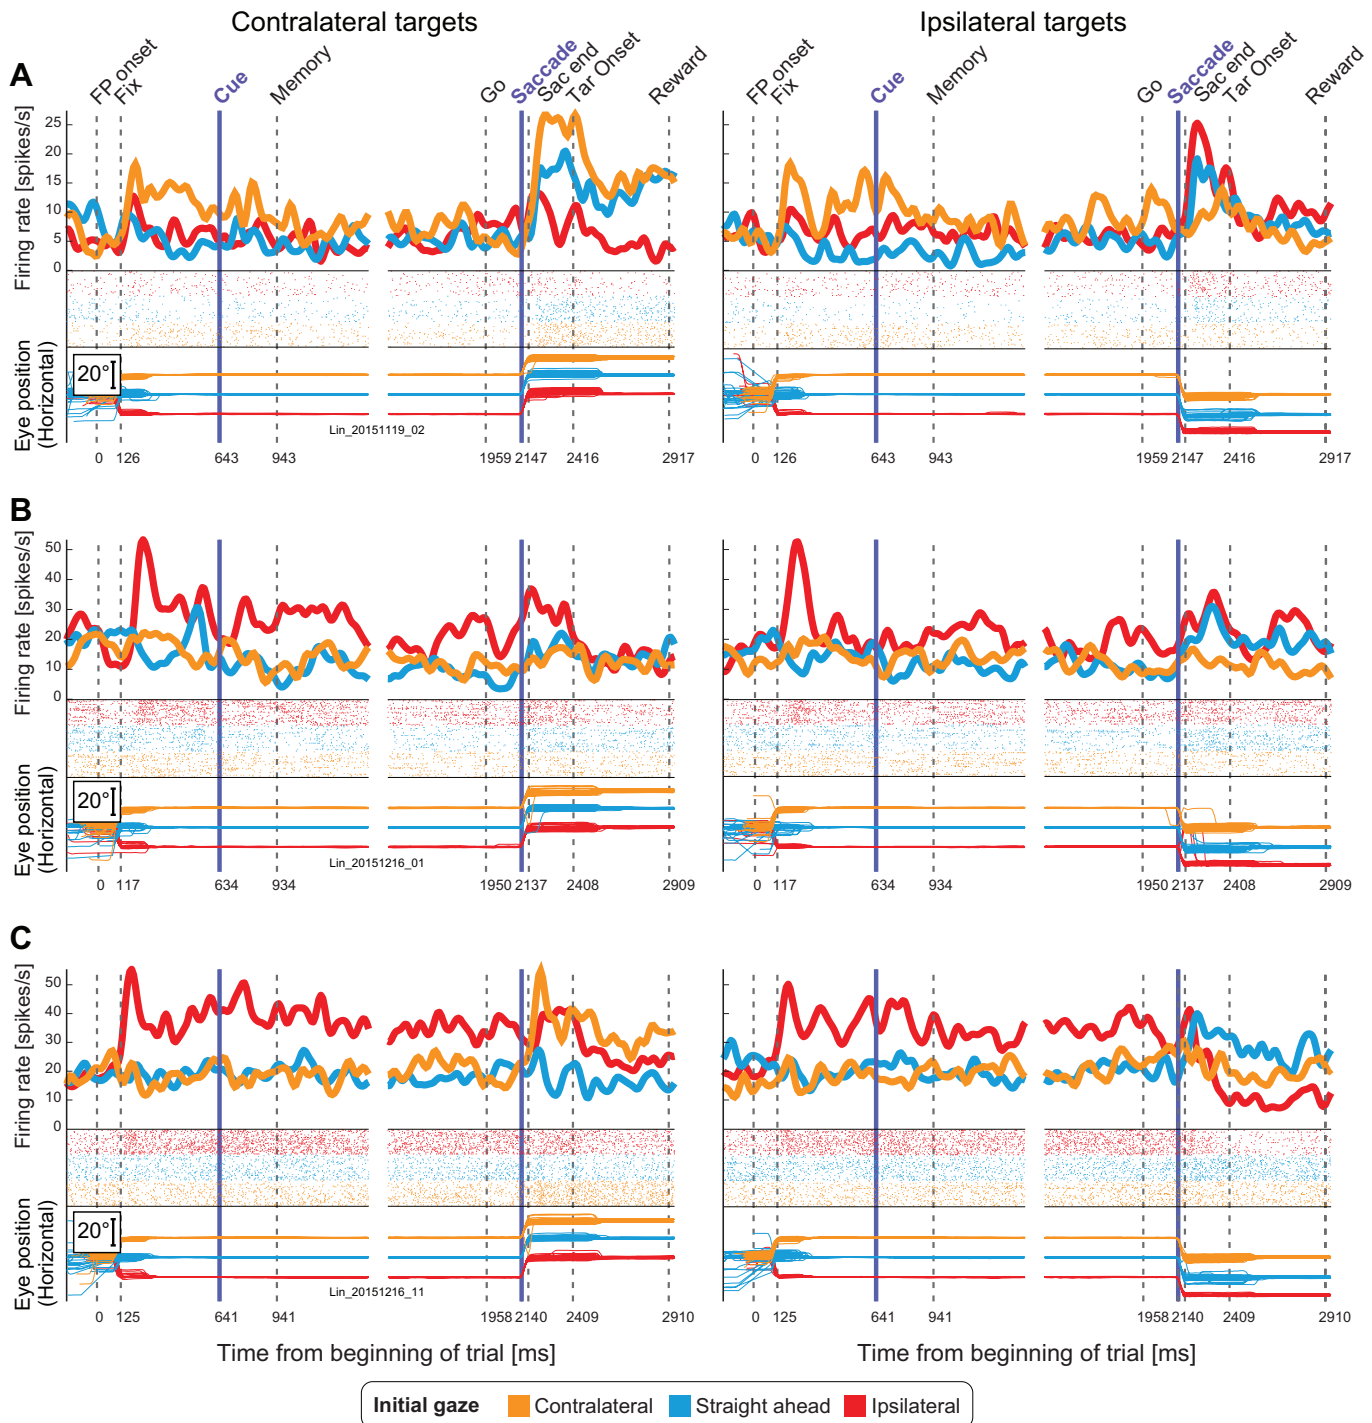 Contralateral targets
Ipsilateral targets
A
FP onset
Fix
Cue
Memory
Go
Saccade
Sac end
Tar Onset
Reward
FP onset
Fix
Cue
Memory
Go
Saccade
Sac end
Tar Onset
Reward
Firing rate [spikes/s]
25
20
15
10
5
0
Eye position
(Horizontal)
20°
Lin_20151119_02
0 126 643 943 1959 2147 2416 2917
0 126 643 943 1959 2147 2416 2917
B
Firing rate [spikes/s]
50
40
30
20
10
0
Eye position
(Horizontal)
20°
Lin_20151216_01
0 117 634 934 1950 2137 2408 2909
0 117 634 934 1950 2137 2408 2909
C
Firing rate [spikes/s]
50
40
30
20
10
0
Eye position
(Horizontal)
20°
Lin_20151216_11
0 125 641 941 1958 2140 2409 2910
0 125 641 941 1958 2140 2409 2910
Time from beginning of trial [ms]
Time from beginning of trial [ms]
Initial gaze Contralateral Straight ahead Ipsilateral